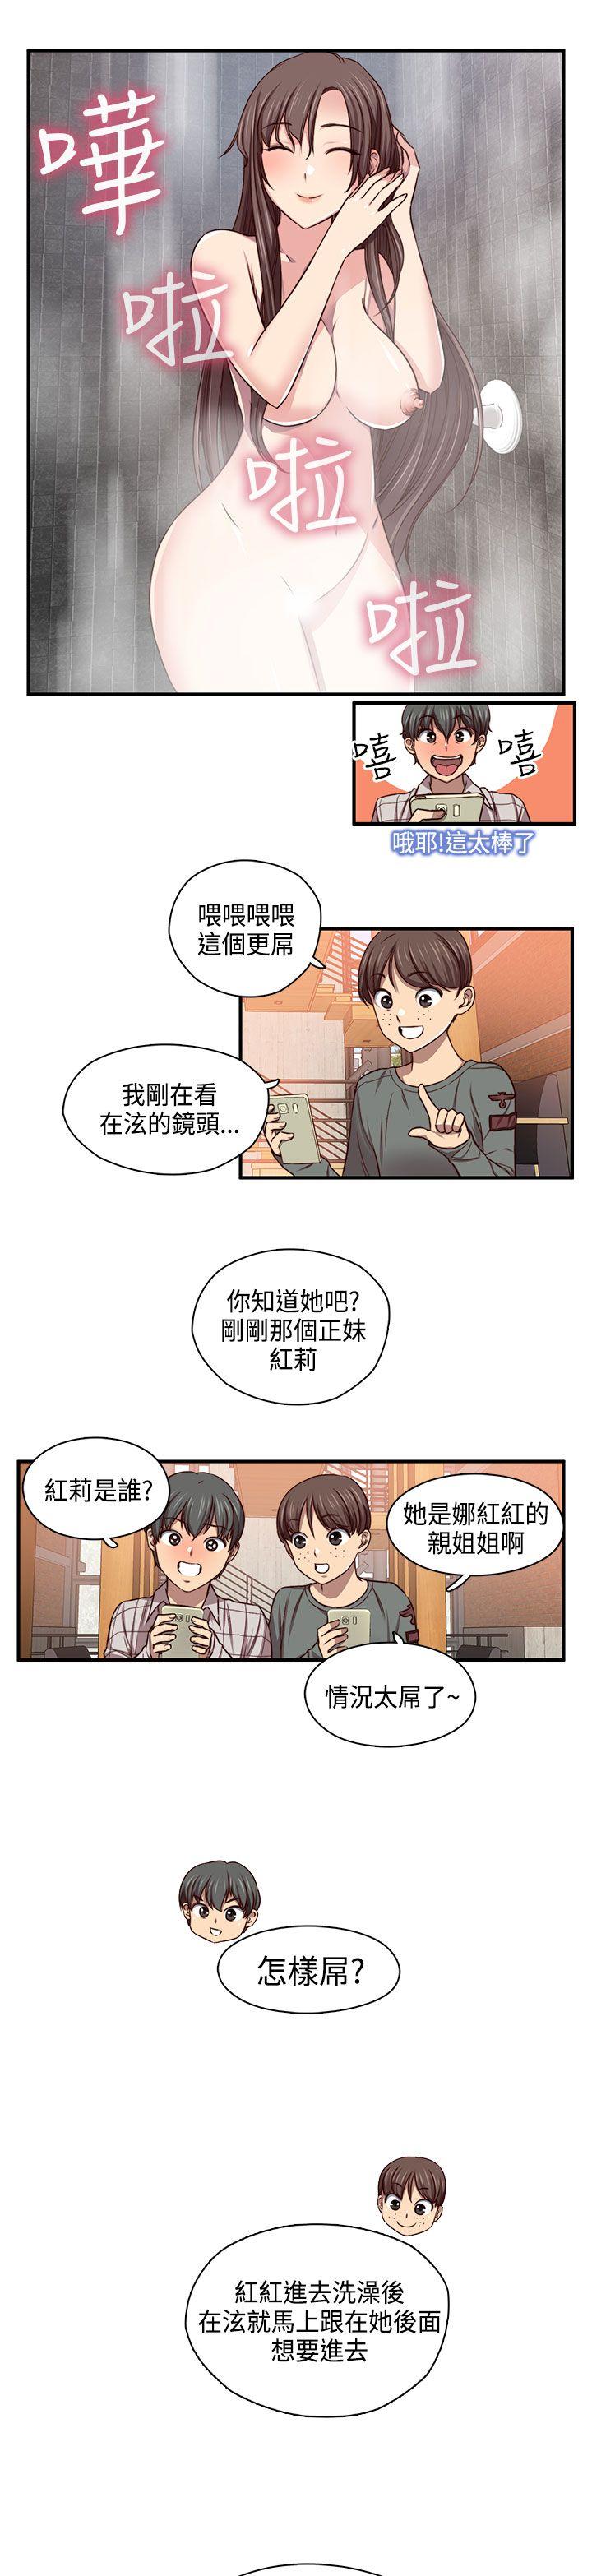 嘩
啦
啦
啦
嘻
嘻
哦耶!這太棒了
喂喂喂喂
這個更屌
我剛在看
在泫的鏡頭...
你知道她吧?
剛剛那個正妹
紅莉
紅莉是誰?
她是娜紅紅的
親姐姐啊
情況太屌了~
怎樣屌?
紅紅進去洗澡後
在泫就馬上跟在她後面
想要進去